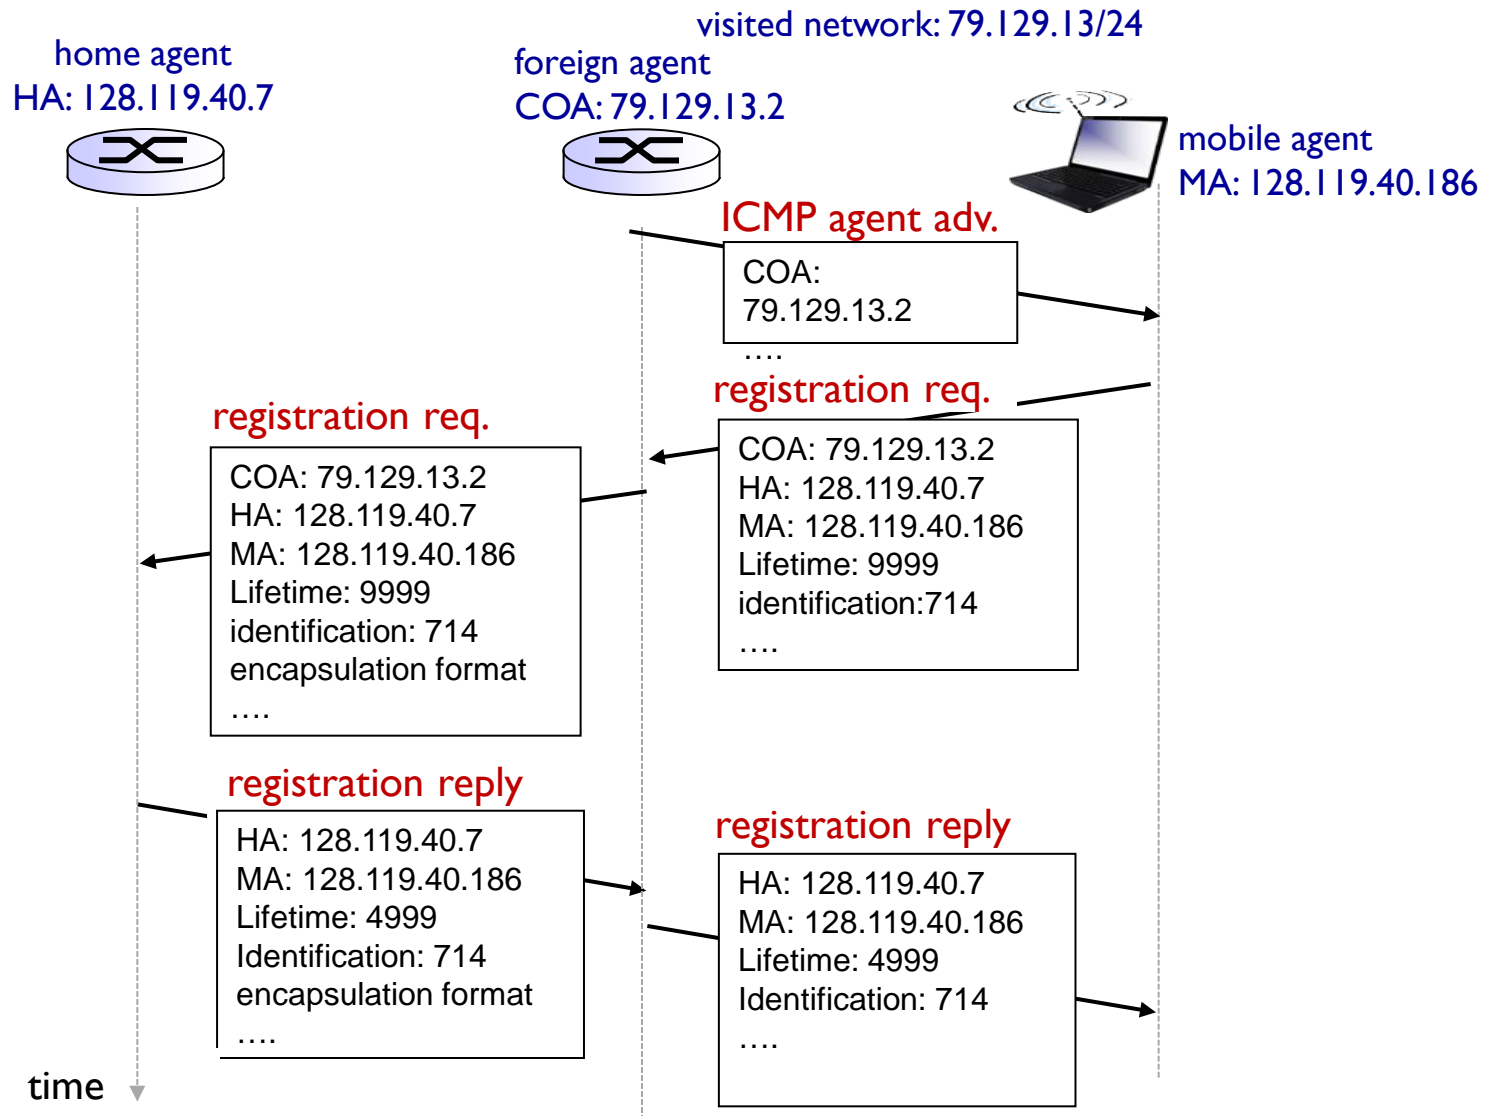 visited network: 79.129.13/24
home agent
HA: 128.119.40.7
foreign agent
COA: 79.129.13.2
mobile agent
MA: 128.119.40.186
ICMP agent adv.
COA:
79.129.13.2
....
registration req.
COA: 79.129.13.2
HA: 128.119.40.7
MA: 128.119.40.186
Lifetime: 9999
identification:714
....
registration req.
COA: 79.129.13.2
HA: 128.119.40.7
MA: 128.119.40.186
Lifetime: 9999
identification: 714
encapsulation format
....
registration reply
HA: 128.119.40.7
MA: 128.119.40.186
Lifetime: 4999
Identification: 714
encapsulation format
....
registration reply
HA: 128.119.40.7
MA: 128.119.40.186
Lifetime: 4999
Identification: 714
....
time